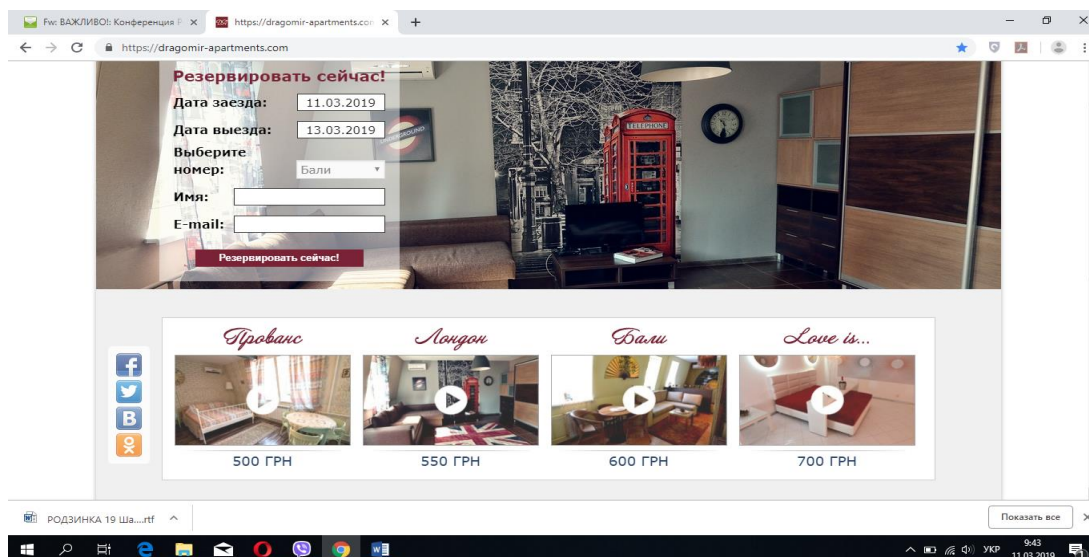 Fw: ВАЖЛИВО!: Конференция
https://dragomir-apartments.con
https://dragomir-apartments.com
Резервировать сейчас!
Дата заезда: 11.03.2019
Дата выезда: 13.03.2019
Выберите
номер: Бали
Имя:
E-mail:
Резервировать сейчас!
UNDERGROUND
TELEPHONE
Прованс Лондон Бали Love is...
500 ГРН 550 ГРН 600 ГРН 700 ГРН
РОДЗИНКА 19 Ша....rtf
Показать все
УКР
9:43
11.03.2019